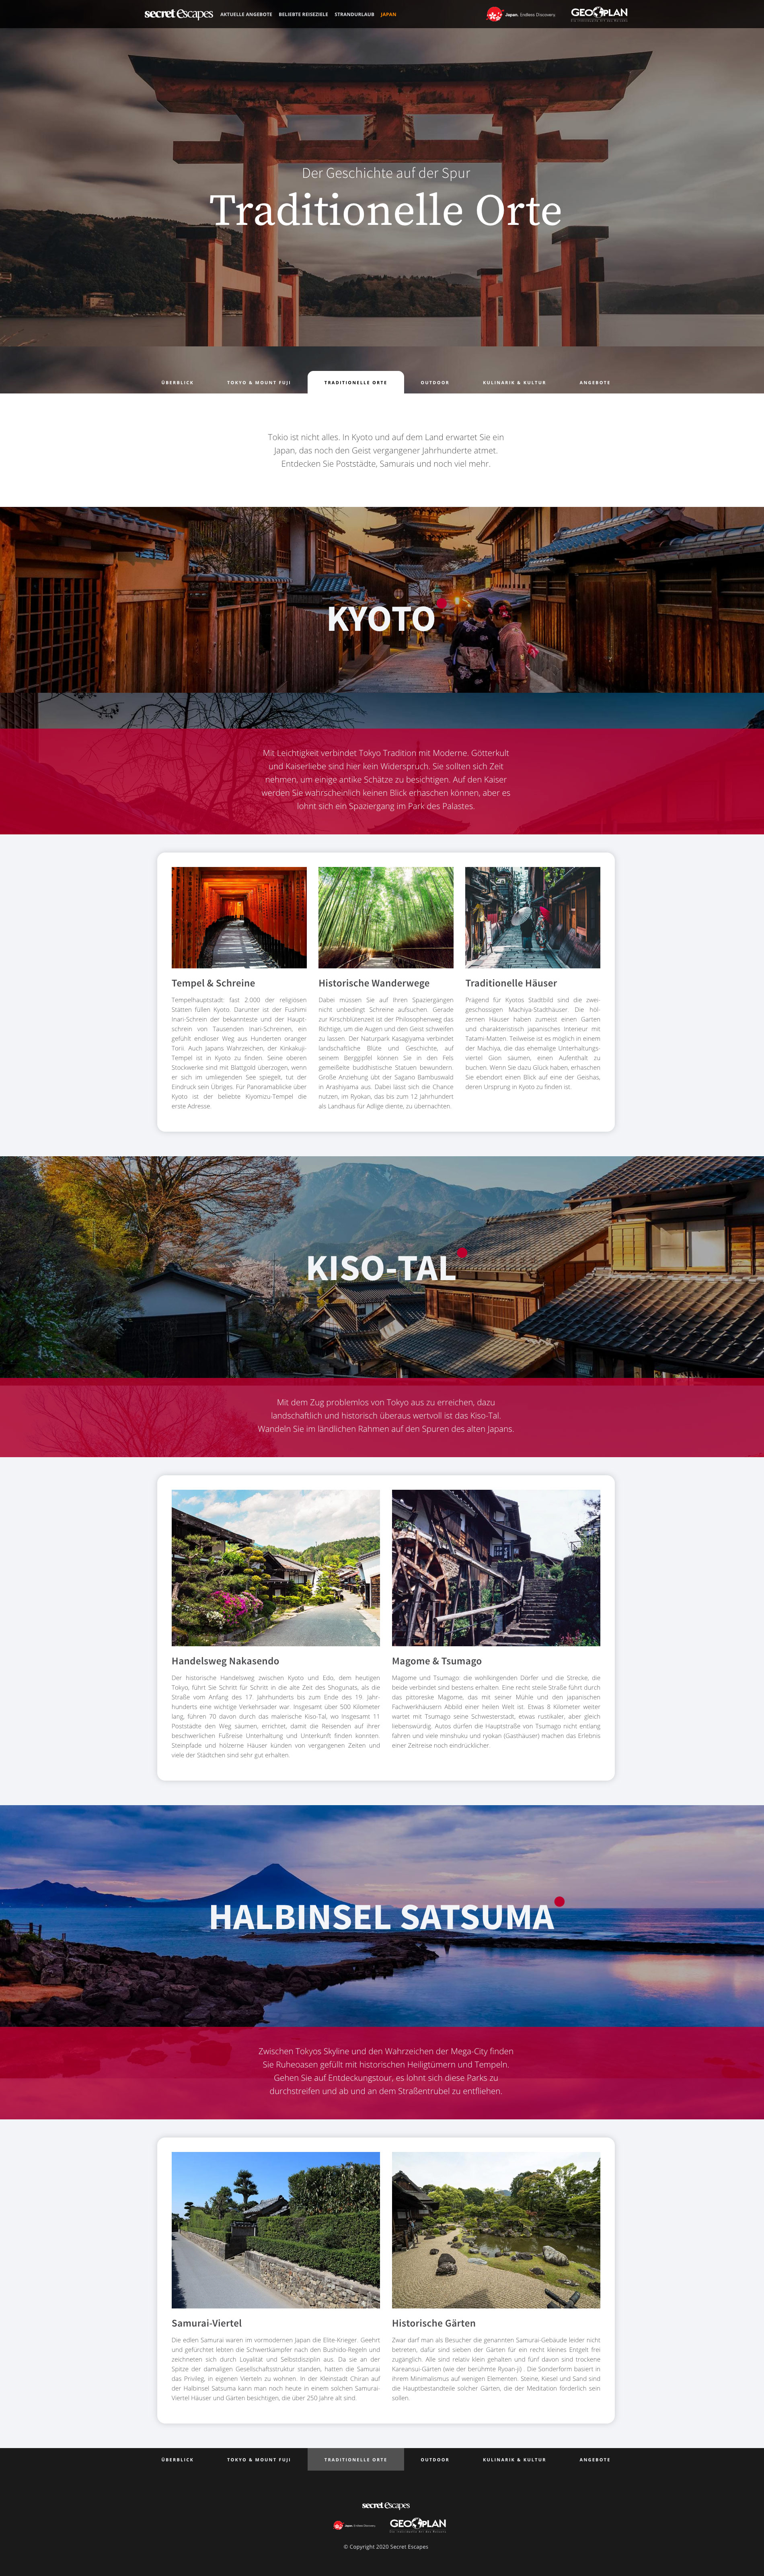 secret Escapes AKTUELLE ANGEBOTE BELIEBTE REISEZIELE STRANDURLAUB JAPAN Japan. Endless Discovery. GEOPLAN
Der Geschichte auf der Spur
Traditionelle Orte
ÜBERBLICK TOKYO & MOUNT FUJI TRADITIONELLE ORTE OUTDOOR KULINARIK & KULTUR ANGEBOTE
Tokio ist nicht alles. In Kyoto und auf dem Land erwartet Sie ein
Japan, das noch den Geist vergangener Jahrhunderte atmet.
Entdecken Sie Poststädte, Samurais und noch viel mehr.
KYOTO
Mit Leichtigkeit verbindet Tokyo Tradition mit Moderne. Götterkult
und Kaiserliebe sind hier kein Widerspruch. Sie sollten sich Zeit
nehmen, um einige antike Schätze zu besichtigen. Auf den Kaiser
werden Sie wahrscheinlich keinen Blick erhaschen können, aber es
lohnt sich ein Spaziergang im Park des Palastes.
Tempel & Schreine
Tempelhauptstadt: fast 2.000 der religiösen
Stätten füllen Kyoto. Darunter ist der Fushimi
Inari-Schrein der bekannteste und der Haupt-
schrein von Tausenden Inari-Schreinen, ein
gefühlt endloser Weg aus Hunderten oranger
Torii. Auch Japans Wahrzeichen, der Kinkakuji-
Tempel ist in Kyoto zu finden. Seine oberen
Stockwerke sind mit Blattgold überzogen, wenn
er sich im umliegenden See spiegelt, tut der
Eindruck sein Übriges. Für Panoramablicke über
Kyoto ist der beliebte Kiyomizu-Tempel die
erste Adresse.
Historische Wanderwege
Dabei müssen Sie auf Ihren Spaziergängen
nicht unbedingt Schreine aufsuchen. Gerade
zur Kirschblütenzeit ist der Philosophenweg das
Richtige, um die Augen und den Geist schweifen
zu lassen. Der Naturpark Kasagiyama verbindet
landschaftliche Blüte und Geschichte, auf
seinem Berggipfel können Sie in den Fels
gemeißelte buddhistische Statuen bewundern.
Große Anziehung übt der Sagano Bambuswald
in Arashiyama aus. Dabei lässt sich die Chance
nutzen, im Ryokan, das bis zum 12 Jahrhundert
als Landhaus für Adlige diente, zu übernachten.
Traditionelle Häuser
Prägend für Kyotos Stadtbild sind die zwei-
geschossigen Machiya-Stadthäuser. Die höl-
zernen Häuser haben zumeist einen Garten
und charakteristisch japanisches Interieur mit
Tatami-Matten. Teilweise ist es möglich in einem
der Machiya, die das ehemalige Unterhaltungs-
viertel Gion säumen, einen Aufenthalt zu
buchen. Wenn Sie dazu Glück haben, erhaschen
Sie ebendort einen Blick auf eine der Geishas,
deren Ursprung in Kyoto zu finden ist.
KISO-TAL
Mit dem Zug problemlos von Tokyo aus zu erreichen, dazu
landschaftlich und historisch überaus wertvoll ist das Kiso-Tal.
Wandeln Sie im ländlichen Rahmen auf den Spuren des alten Japans.
Handelsweg Nakasendo
Der historische Handelsweg zwischen Kyoto und Edo, dem heutigen
Tokyo, führt Sie Schritt für Schritt in die alte Zeit des Shogunats, als die
Straße vom Anfang des 17. Jahrhunderts bis zum Ende des 19. Jahr-
hunderts eine wichtige Verkehrsader war. Insgesamt über 500 Kilometer
lang, führen 70 davon durch das malerische Kiso-Tal, wo insgesamt 11
Poststädte den Weg säumen, errichtet, damit die Reisenden auf ihrer
beschwerlichen Fußreise Unterhaltung und Unterkunft finden konnten.
Steinpfade und hölzerne Häuser künden von vergangenen Zeiten und
viele der Städtchen sind sehr gut erhalten.
Magome & Tsumago
Magome und Tsumago: die wohlklingenden Dörfer und die Strecke, die
beide verbindet sind bestens erhalten. Eine recht steile Straße führt durch
das pittoreske Magome, das mit seiner Mühle und den japanischen
Fachwerkhäusern Abbild einer heilen Welt ist. Etwas 8 Kilometer weiter
wartet mit Tsumago seine Schwesterstadt, etwas rustikaler, aber gleich
liebenswürdig. Autos dürfen die Hauptstraße von Tsumago nicht entlang
fahren und viele minshuku und ryokan (Gasthäuser) machen das Erlebnis
einer Zeitreise noch eindrücklicher.
HALBINSEL SATSUMA
Zwischen Tokyos Skyline und den Wahrzeichen der Mega-City finden
Sie Ruheoasen gefüllt mit historischen Heiligtümern und Tempeln.
Gehen Sie auf Entdeckungstour, es lohnt sich diese Parks zu
durchstreifen und ab und an dem Straßentrubel zu entfliehen.
Samurai-Viertel
Die edlen Samurai waren im vormodernen Japan die Elite-Krieger. Geehrt
und gefürchtet lebten die Schwertkämpfer nach den Bushido-Regeln und
zeichneten sich durch Loyalität und Selbstdisziplin aus. Da sie an der
Spitze der damaligen Gesellschaftsstruktur standen, hatten die Samurai
das Privileg, in eigenen Vierteln zu wohnen. In der Kleinstadt Chiran auf
der Halbinsel Satsuma kann man noch heute in einem solchen Samurai-
Viertel Häuser und Gärten besichtigen, die über 250 Jahre alt sind.
Historische Gärten
Zwar darf man als Besucher die genannten Samurai-Gebäude leider nicht
betreten, dafür sind sieben der Gärten für ein recht kleines Entgelt frei
zugänglich. Alle sind relativ klein gehalten und fünf davon sind trockene
Kareansui-Gärten (wie der berühmte Ryoan-ji). Die Sonderform basiert in
ihrem Minimalismus auf wenigen Elementen. Steine, Kiesel und Sand sind
die Hauptbestandteile solcher Gärten, die der Meditation förderlich sein
sollen.
ÜBERBLICK TOKYO & MOUNT FUJI TRADITIONELLE ORTE OUTDOOR KULINARIK & KULTUR ANGEBOTE
secret Escapes
Japan. Endless Discovery. GEOPLAN
© Copyright 2020 Secret Escapes